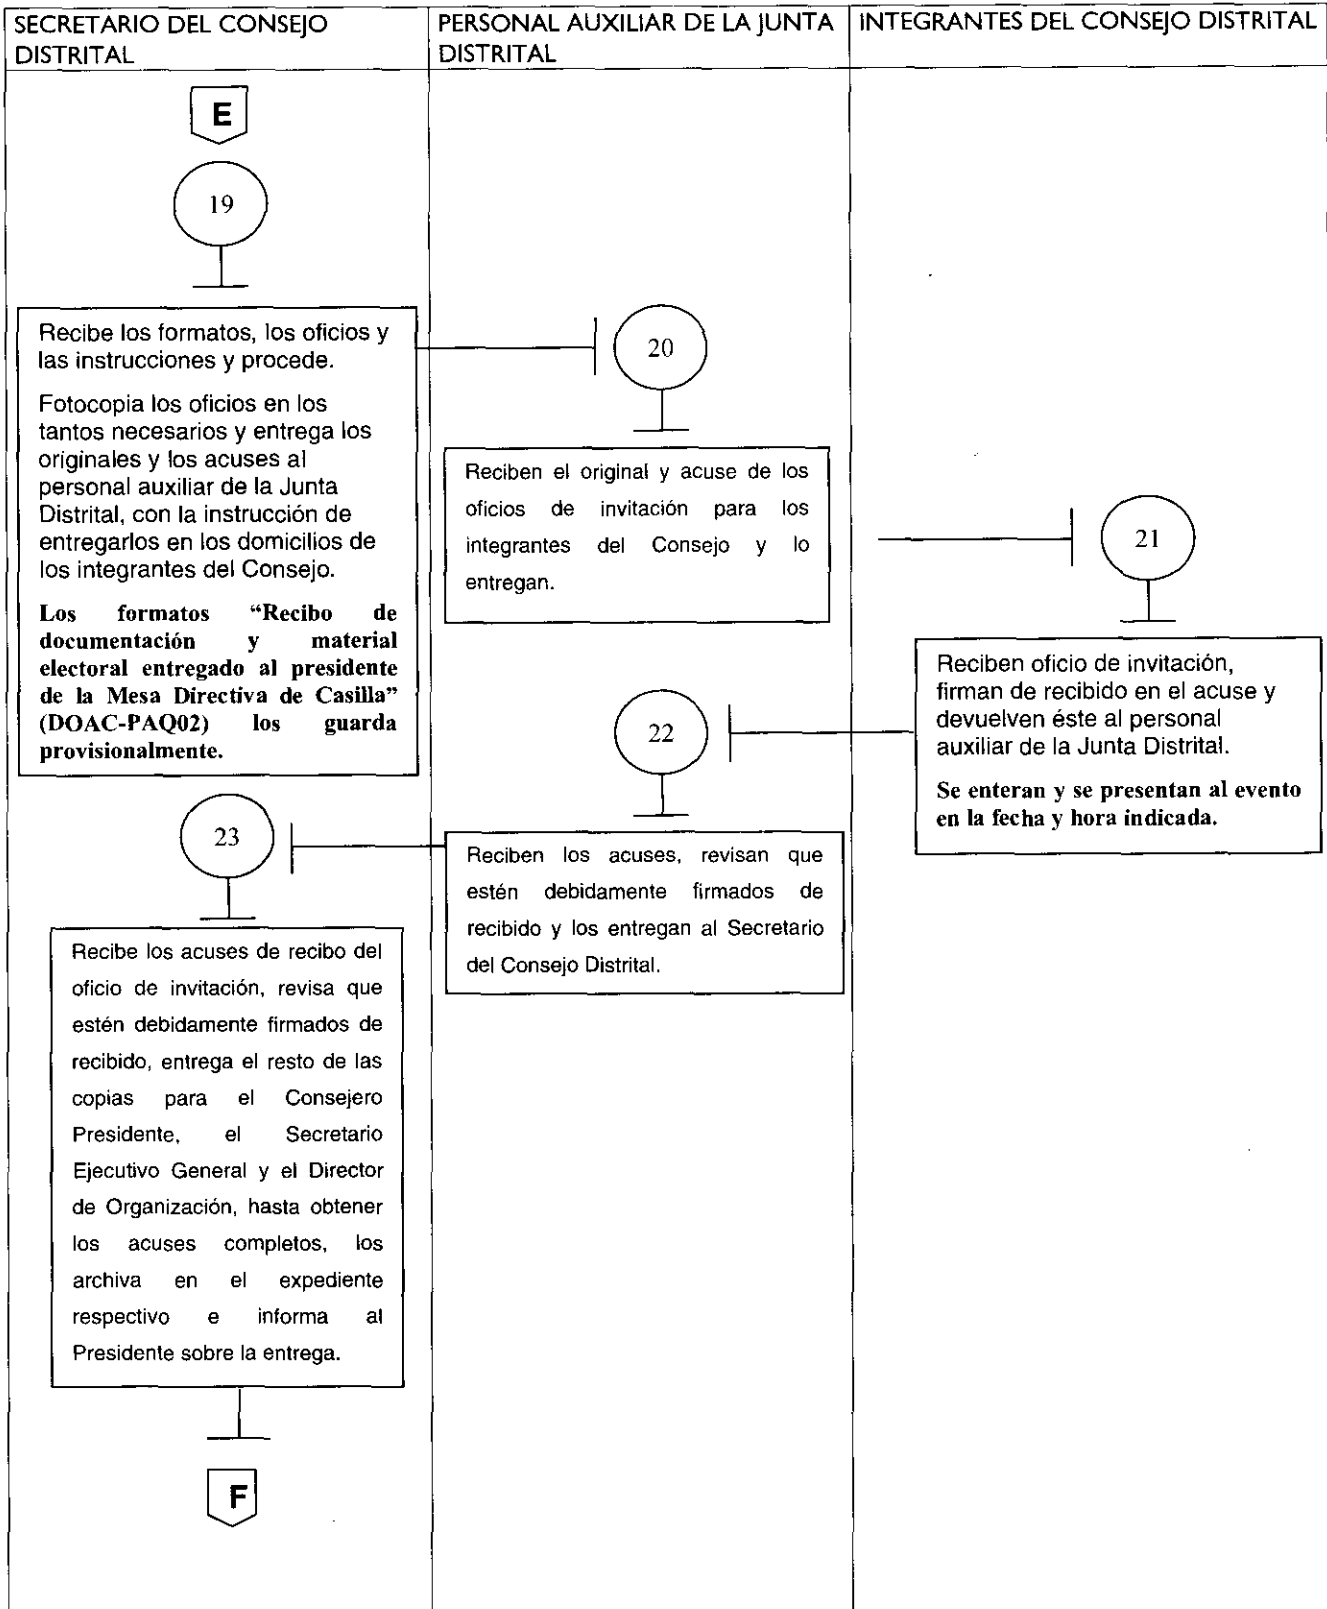 SECRETARIO DEL CONSEJO
DISTRITAL
PERSONAL AUXILIAR DE LA JUNTA
DISTRITAL
INTEGRANTES DEL CONSEJO DISTRITAL
E
19
Recibe los formatos, los oficios y
las instrucciones y procede.
Fotocopia los oficios en los
tantos necesarios y entrega los
originales y los acuses al
personal auxiliar de la Junta
Distrital, con la instrucción de
entregarlos en los domicilios de
los integrantes del Consejo.
Los formatos “Recibo de
documentación y material
electoral entregado al presidente
de la Mesa Directiva de Casilla”
(DOAC-PAQ02) los guarda
provisionalmente.
20
Reciben el original y acuse de los
oficios de invitación para los
integrantes del Consejo y lo
entregan.
21
Reciben oficio de invitación,
firman de recibido en el acuse y
devuelven éste al personal
auxiliar de la Junta Distrital.
Se enteran y se presentan al evento
en la fecha y hora indicada.
22
Reciben los acuses, revisan que
estén debidamente firmados de
recibido y los entregan al Secretario
del Consejo Distrital.
23
Recibe los acuses de recibo del
oficio de invitación, revisa que
estén debidamente firmados de
recibido, entrega el resto de las
copias para el Consejero
Presidente, el Secretario
Ejecutivo General y el Director
de Organización, hasta obtener
los acuses completos, los
archiva en el expediente
respectivo e informa al
Presidente sobre la entrega.
F